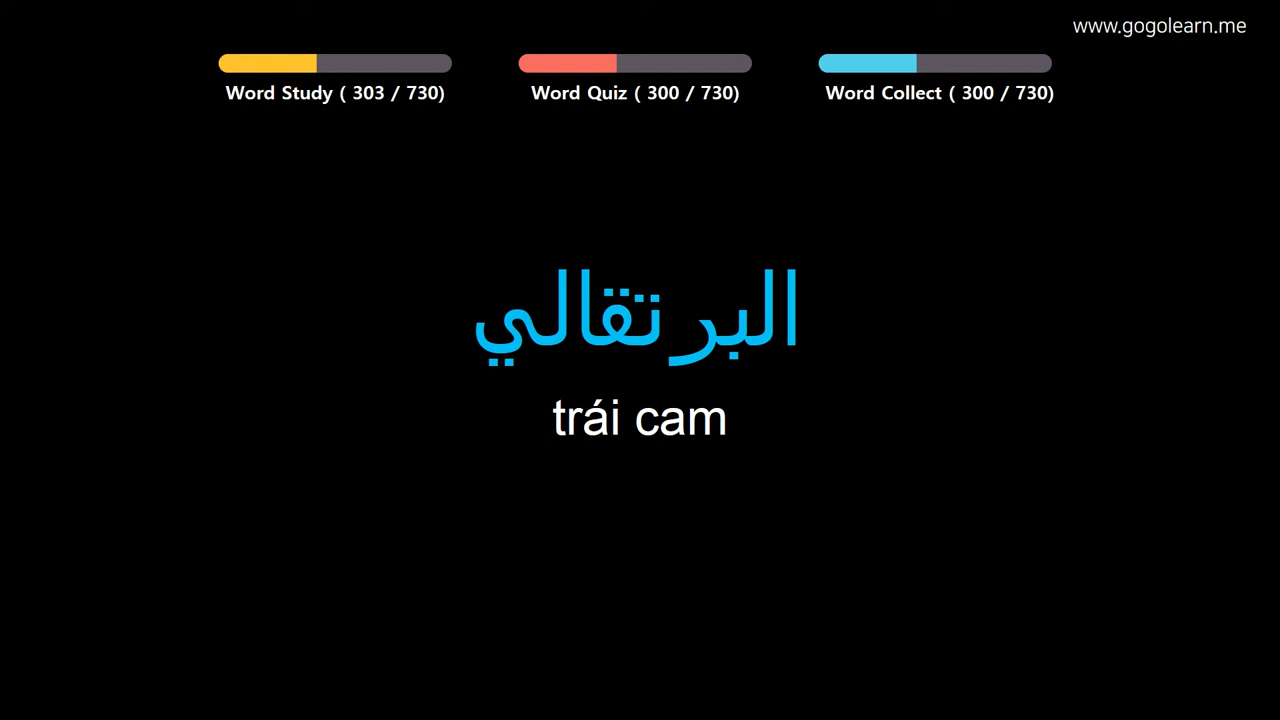 www.gogolearn.me
Word Study ( 303 / 730)
Word Quiz ( 300 / 730)
Word Collect ( 300 / 730)
البرتقالي
trái cam